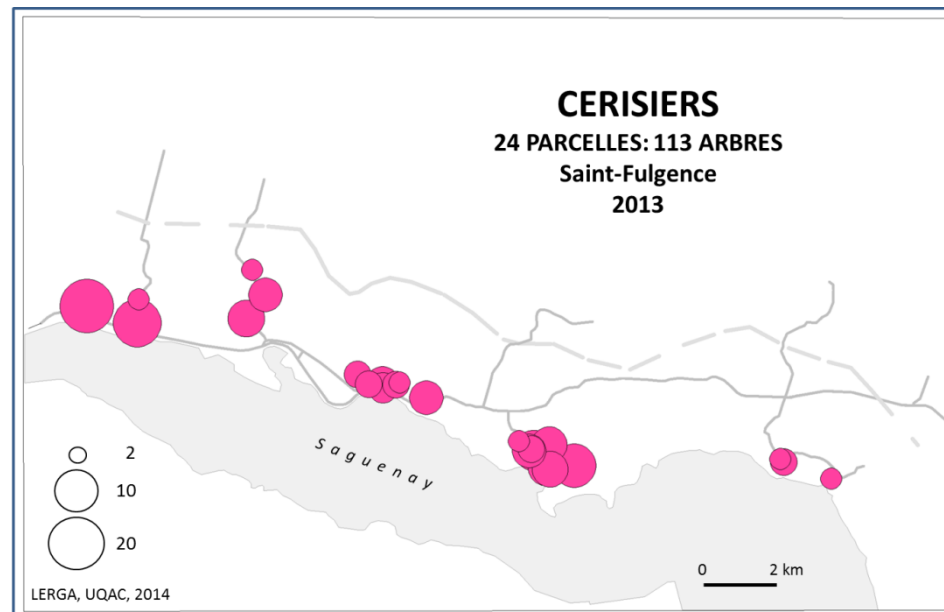 CERISIERS
24 PARCELLES: 113 ARBRES
Saint-Fulgence
2013
Saguenay
2
10
20
0 2 km
LERGA, UQAC, 2014